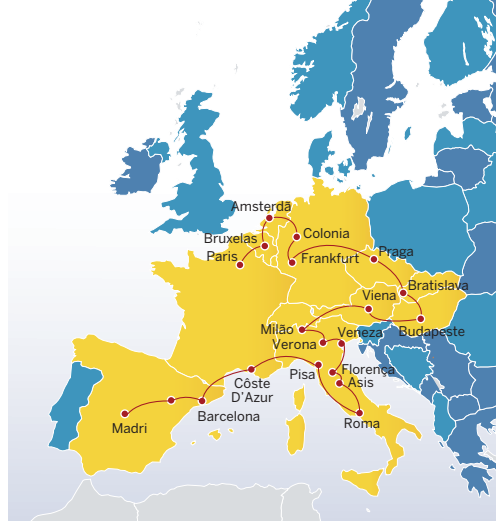 Amsterdã
Bruxelas
Colonia
Paris
Frankfurt
Praga
Bratislava
Viena
Milão
Veneza
Budapeste
Verona
Pisa
Florença
Asis
Côste
D'Azur
Barcelona
Madri
Roma